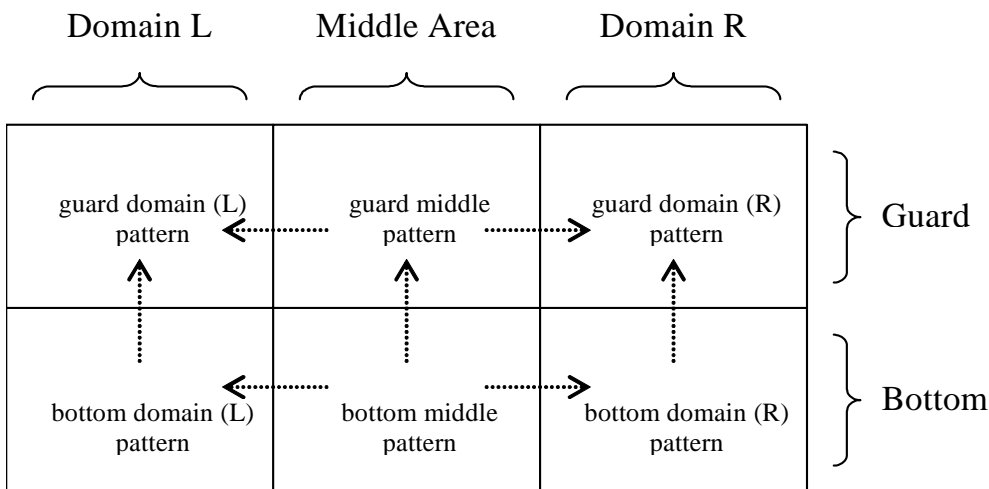 Domain L
Middle Area
Domain R
guard domain (L)
pattern
guard middle
pattern
guard domain (R)
pattern
Guard
bottom domain (L)
pattern
bottom middle
pattern
bottom domain (R)
pattern
Bottom